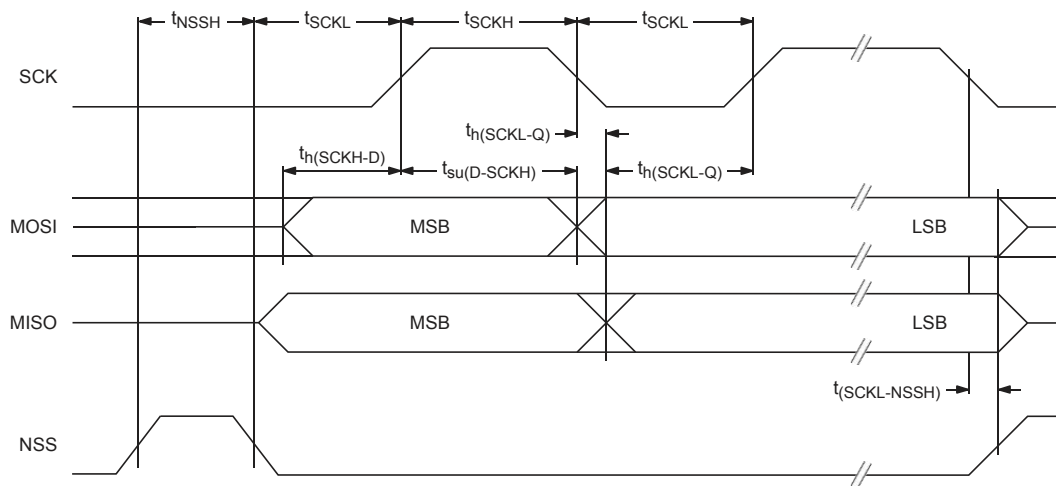 tNSSH tSCKL tSCKH tSCKL
SCK
th(SCKL-Q)
th(SCKH-D) tsu(D-SCKH) th(SCKL-Q)
MOSI MSB LSB
MISO MSB LSB
t(SCKL-NSSH)
NSS